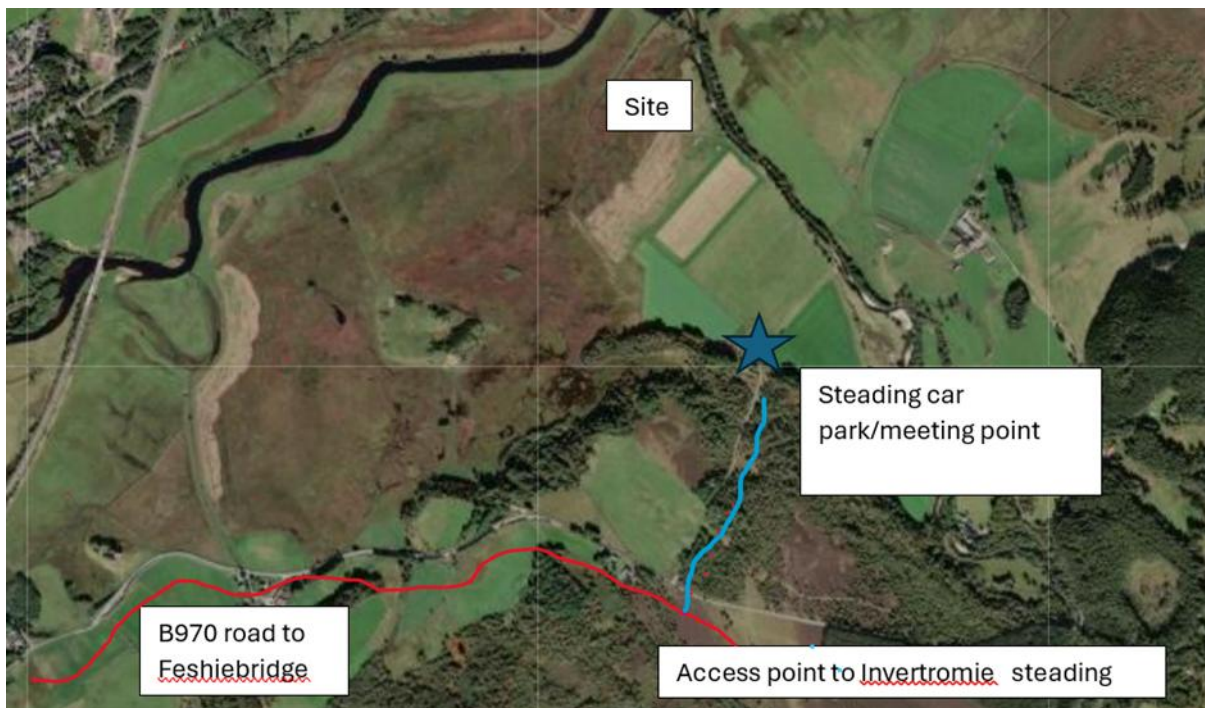 Site
Steading car
park/meeting point
B970 road to
Feshiebridge
Access point to Invertromie steading